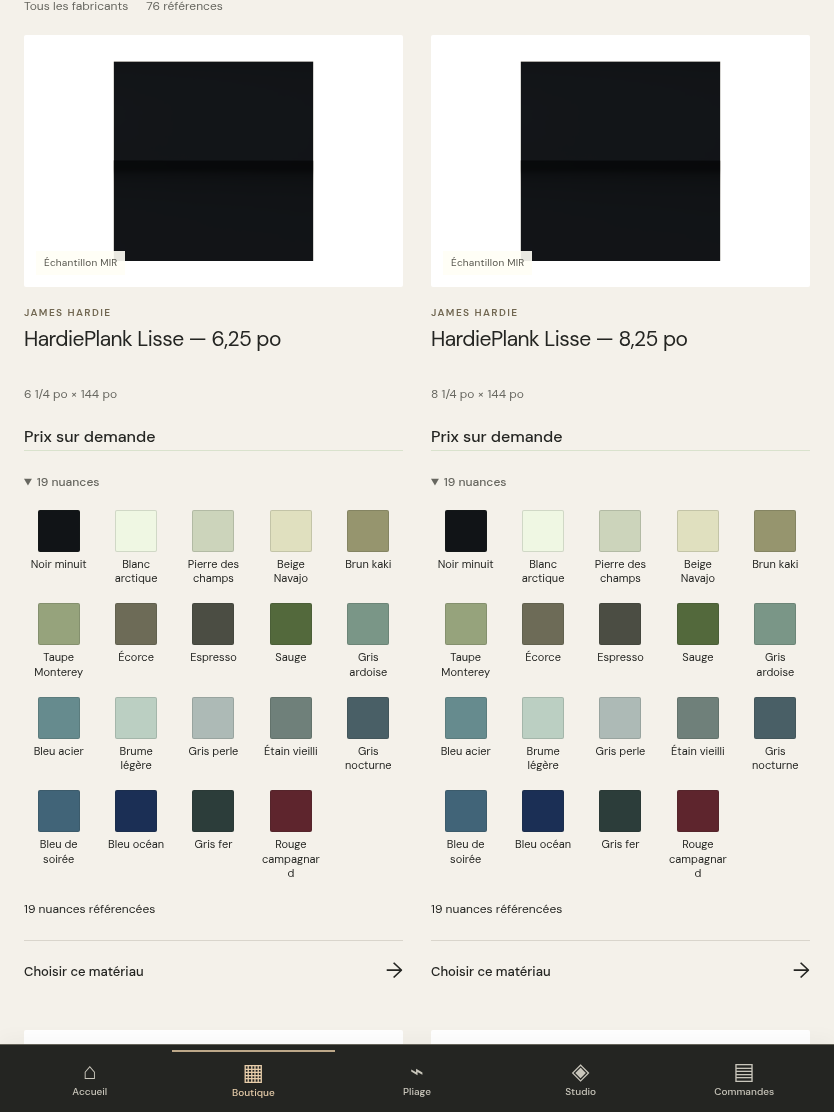 Tous les fabricants 76 références
Échantillon MIR
Échantillon MIR
JAMES HARDIE
JAMES HARDIE
HardiePlank Lisse — 6,25 po
HardiePlank Lisse — 8,25 po
6 1/4 po × 144 po
8 1/4 po × 144 po
Prix sur demande
Prix sur demande
▼ 19 nuances
▼ 19 nuances
Noir minuit
Blanc arctique
Pierre des champs
Beige Navajo
Brun kaki
Noir minuit
Blanc arctique
Pierre des champs
Beige Navajo
Brun kaki
Taupe Monterey
Écorce
Espresso
Sauge
Gris ardoise
Taupe Monterey
Écorce
Espresso
Sauge
Gris ardoise
Bleu acier
Brume légère
Gris perle
Étain vieilli
Gris nocturne
Bleu acier
Brume légère
Gris perle
Étain vieilli
Gris nocturne
Bleu de soirée
Bleu océan
Gris fer
Rouge campagnard
Bleu de soirée
Bleu océan
Gris fer
Rouge campagnard
19 nuances référencées
19 nuances référencées
Choisir ce matériau →
Choisir ce matériau →
Accueil
Boutique
Pliage
Studio
Commandes